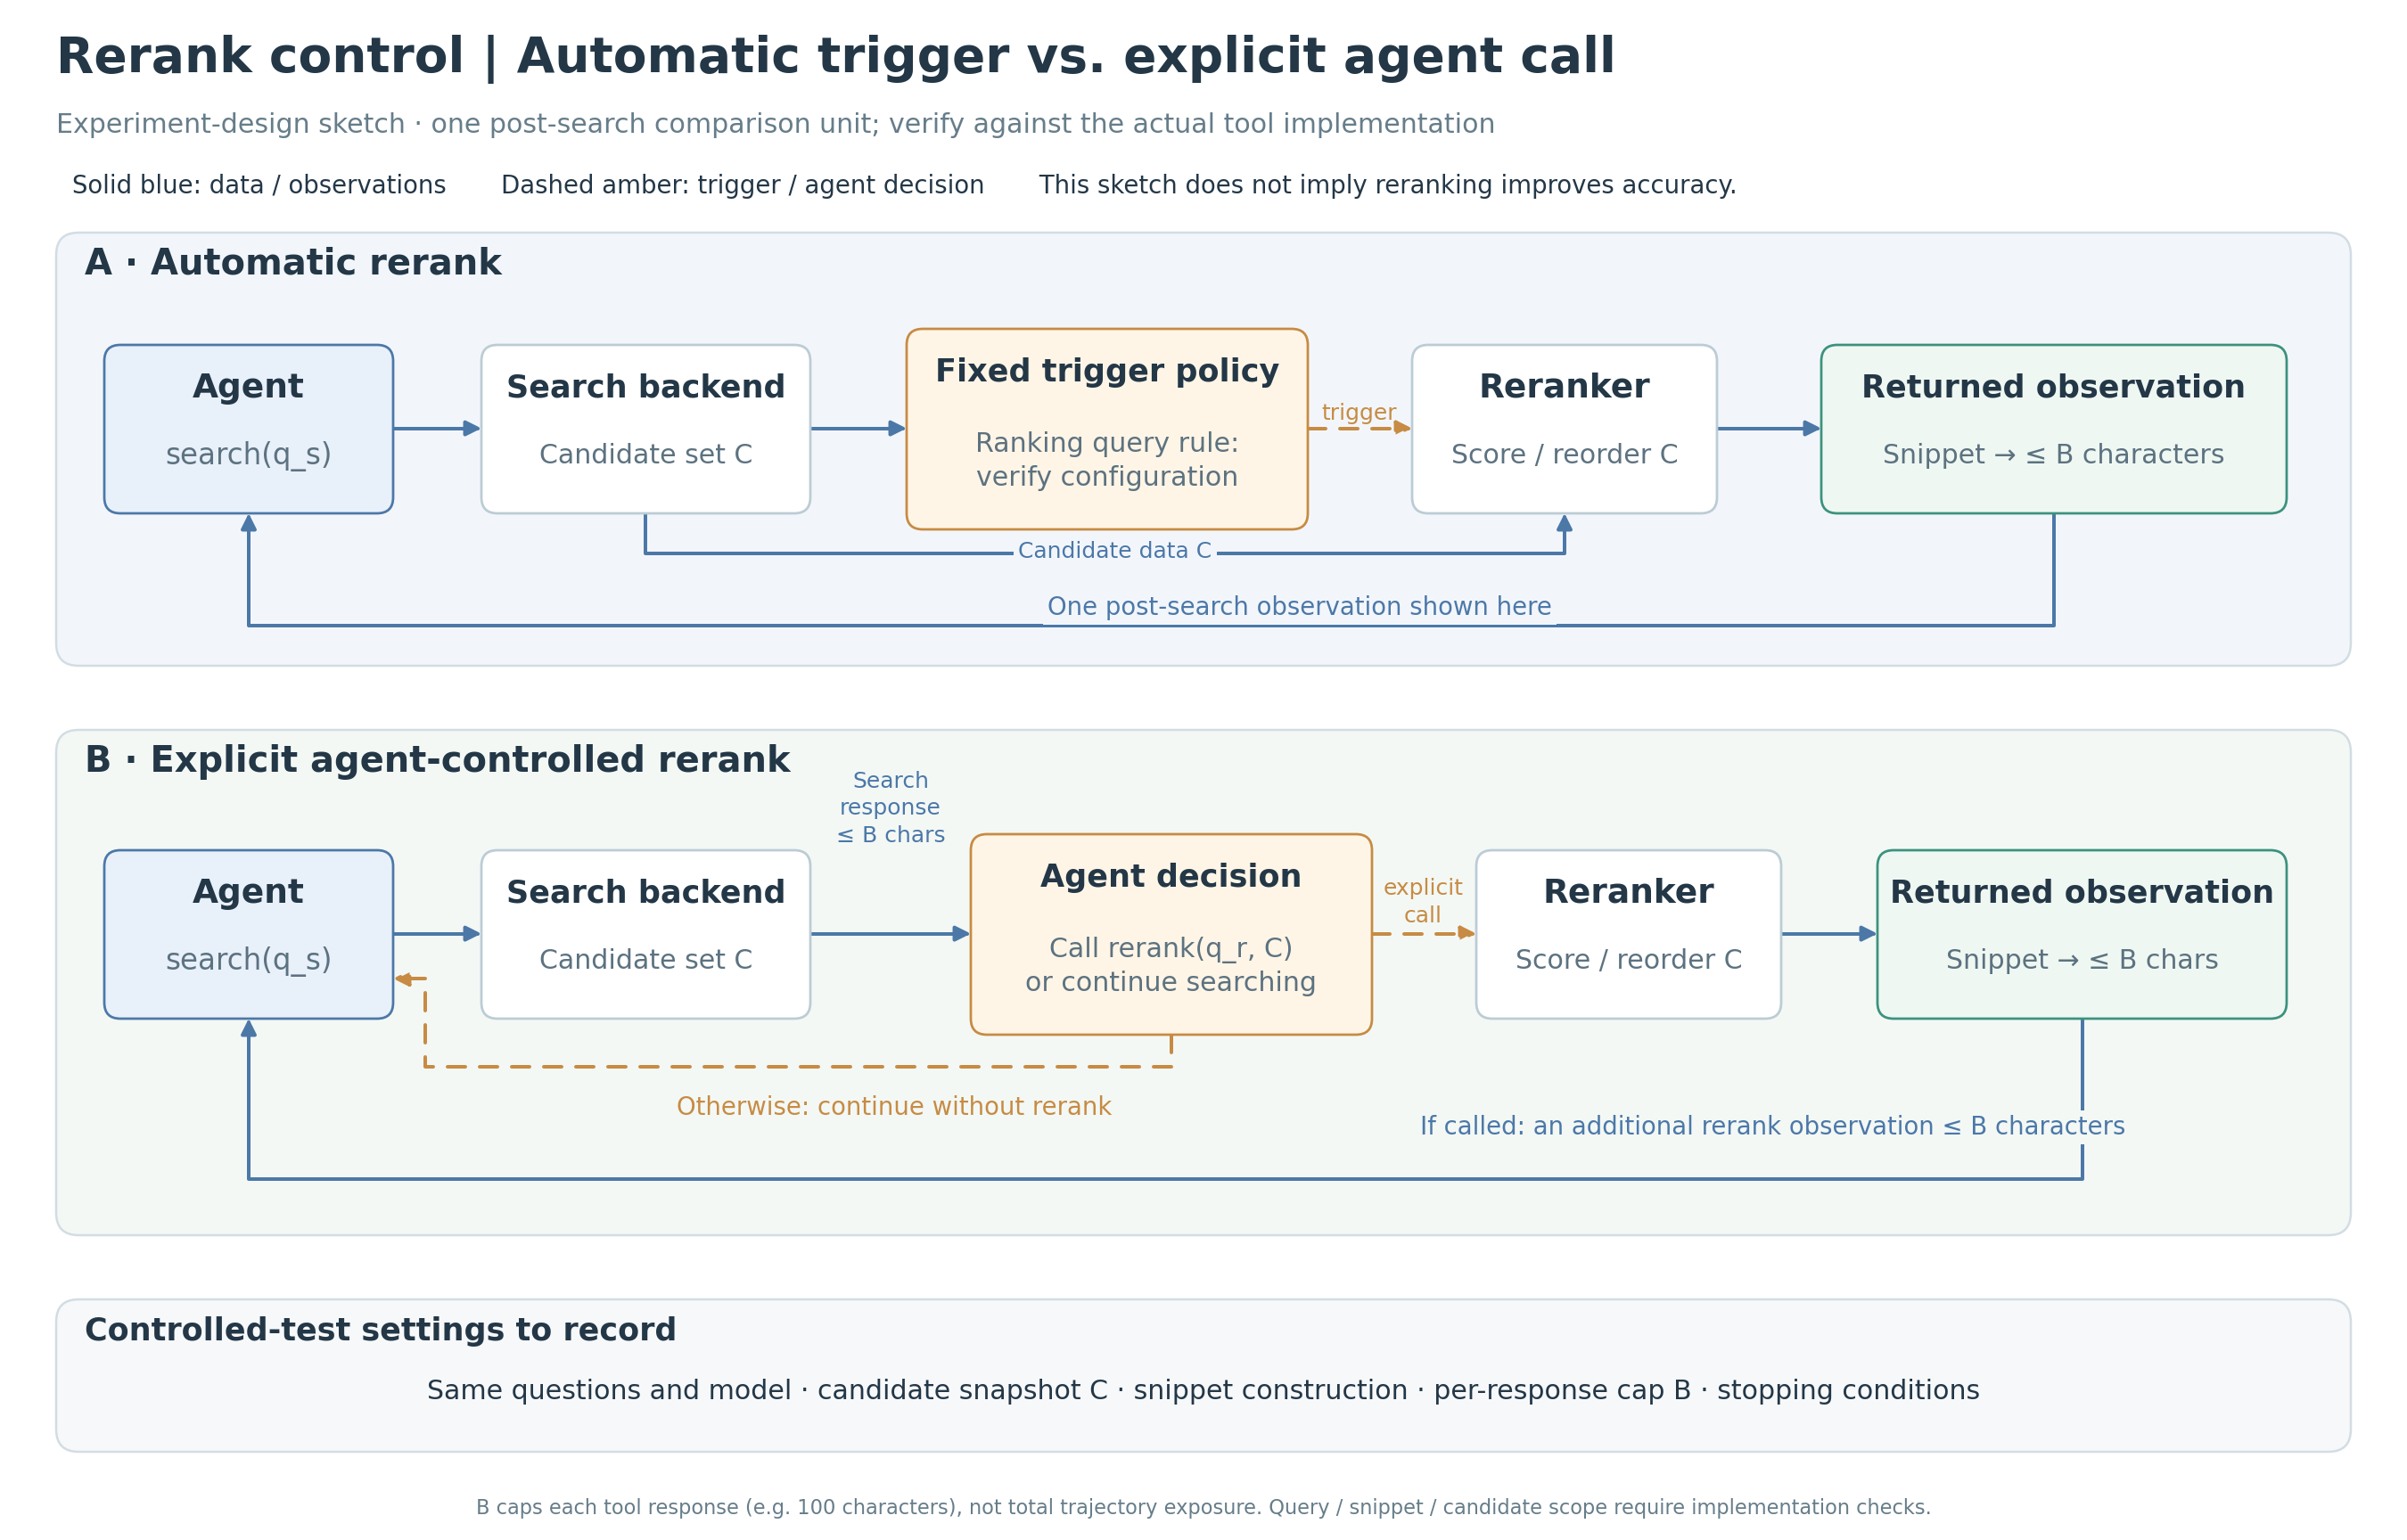 Rerank control | Automatic trigger vs. explicit agent call
Experiment-design sketch · one post-search comparison unit; verify against the actual tool implementation
Solid blue: data / observations
Dashed amber: trigger / agent decision
This sketch does not imply reranking improves accuracy.
A · Automatic rerank
Agent
search(q_s)
Search backend
Candidate set C
Fixed trigger policy
Ranking query rule:
verify configuration
trigger
Reranker
Score / reorder C
Returned observation
Snippet → ≤ B characters
Candidate data C
One post-search observation shown here
B · Explicit agent-controlled rerank
Agent
search(q_s)
Search backend
Candidate set C
Search
response
≤ B chars
Agent decision
Call rerank(q_r, C)
or continue searching
explicit
call
Reranker
Score / reorder C
Returned observation
Snippet → ≤ B chars
Otherwise: continue without rerank
If called: an additional rerank observation ≤ B characters
Controlled-test settings to record
Same questions and model · candidate snapshot C · snippet construction · per-response cap B · stopping conditions
B caps each tool response (e.g. 100 characters), not total trajectory exposure. Query / snippet / candidate scope require implementation checks.